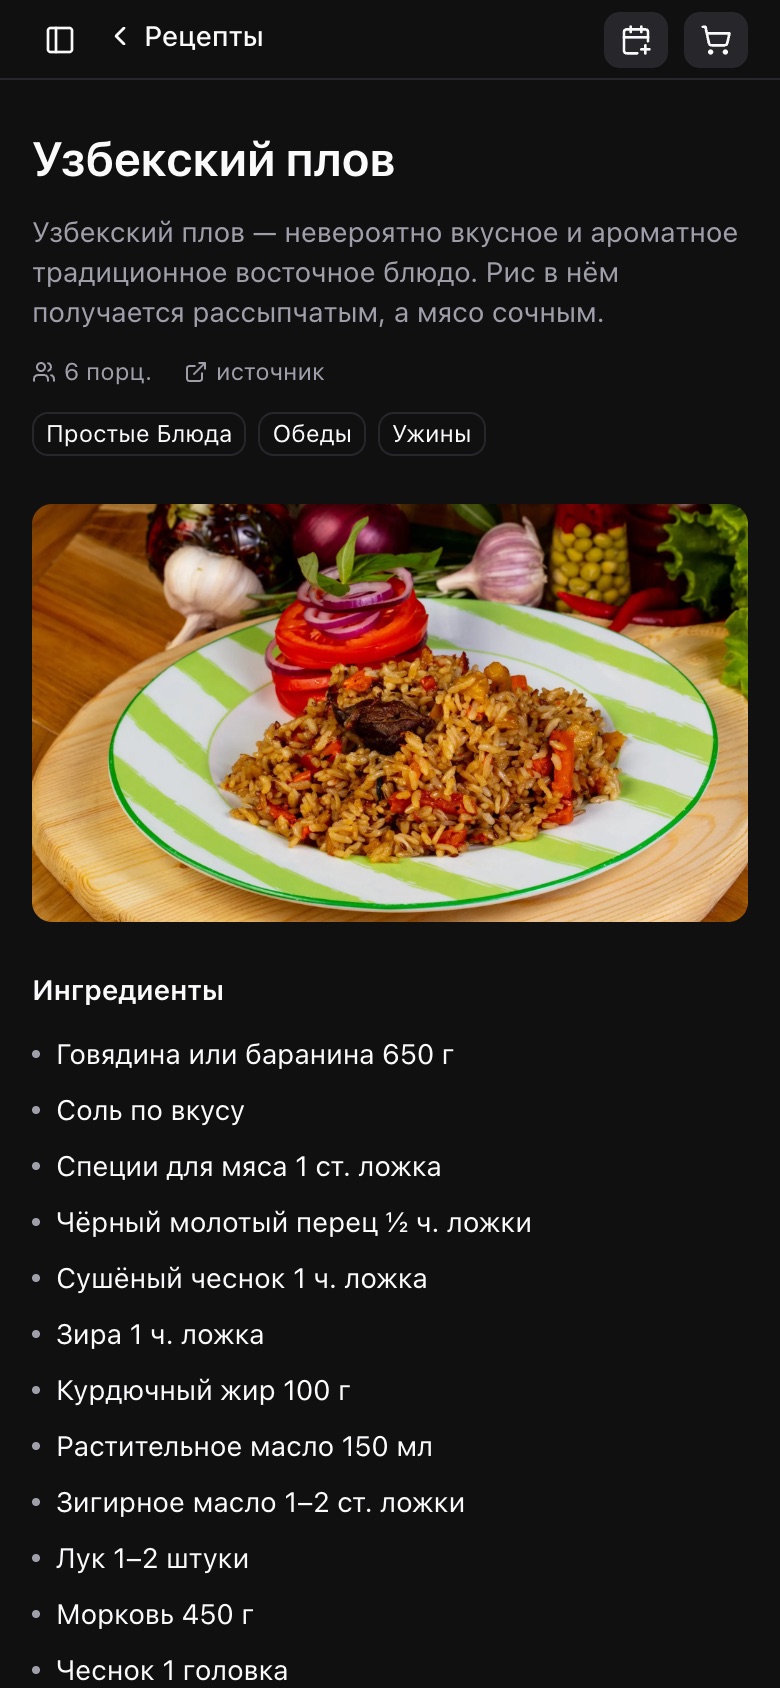 Рецепты
Узбекский плов
Узбекский плов — невероятно вкусное и ароматное
традиционное восточное блюдо. Рис в нём
получается рассыпчатым, а мясо сочным.
6 порц. источник
Простые Блюда Обеды Ужины
Ингредиенты
Говядина или баранина 650 г
Соль по вкусу
Специи для мяса 1 ст. ложка
Чёрный молотый перец ½ ч. ложки
Сушёный чеснок 1 ч. ложка
Зира 1 ч. ложка
Курдючный жир 100 г
Растительное масло 150 мл
Зигирное масло 1–2 ст. ложки
Лук 1–2 штуки
Морковь 450 г
Чеснок 1 головка